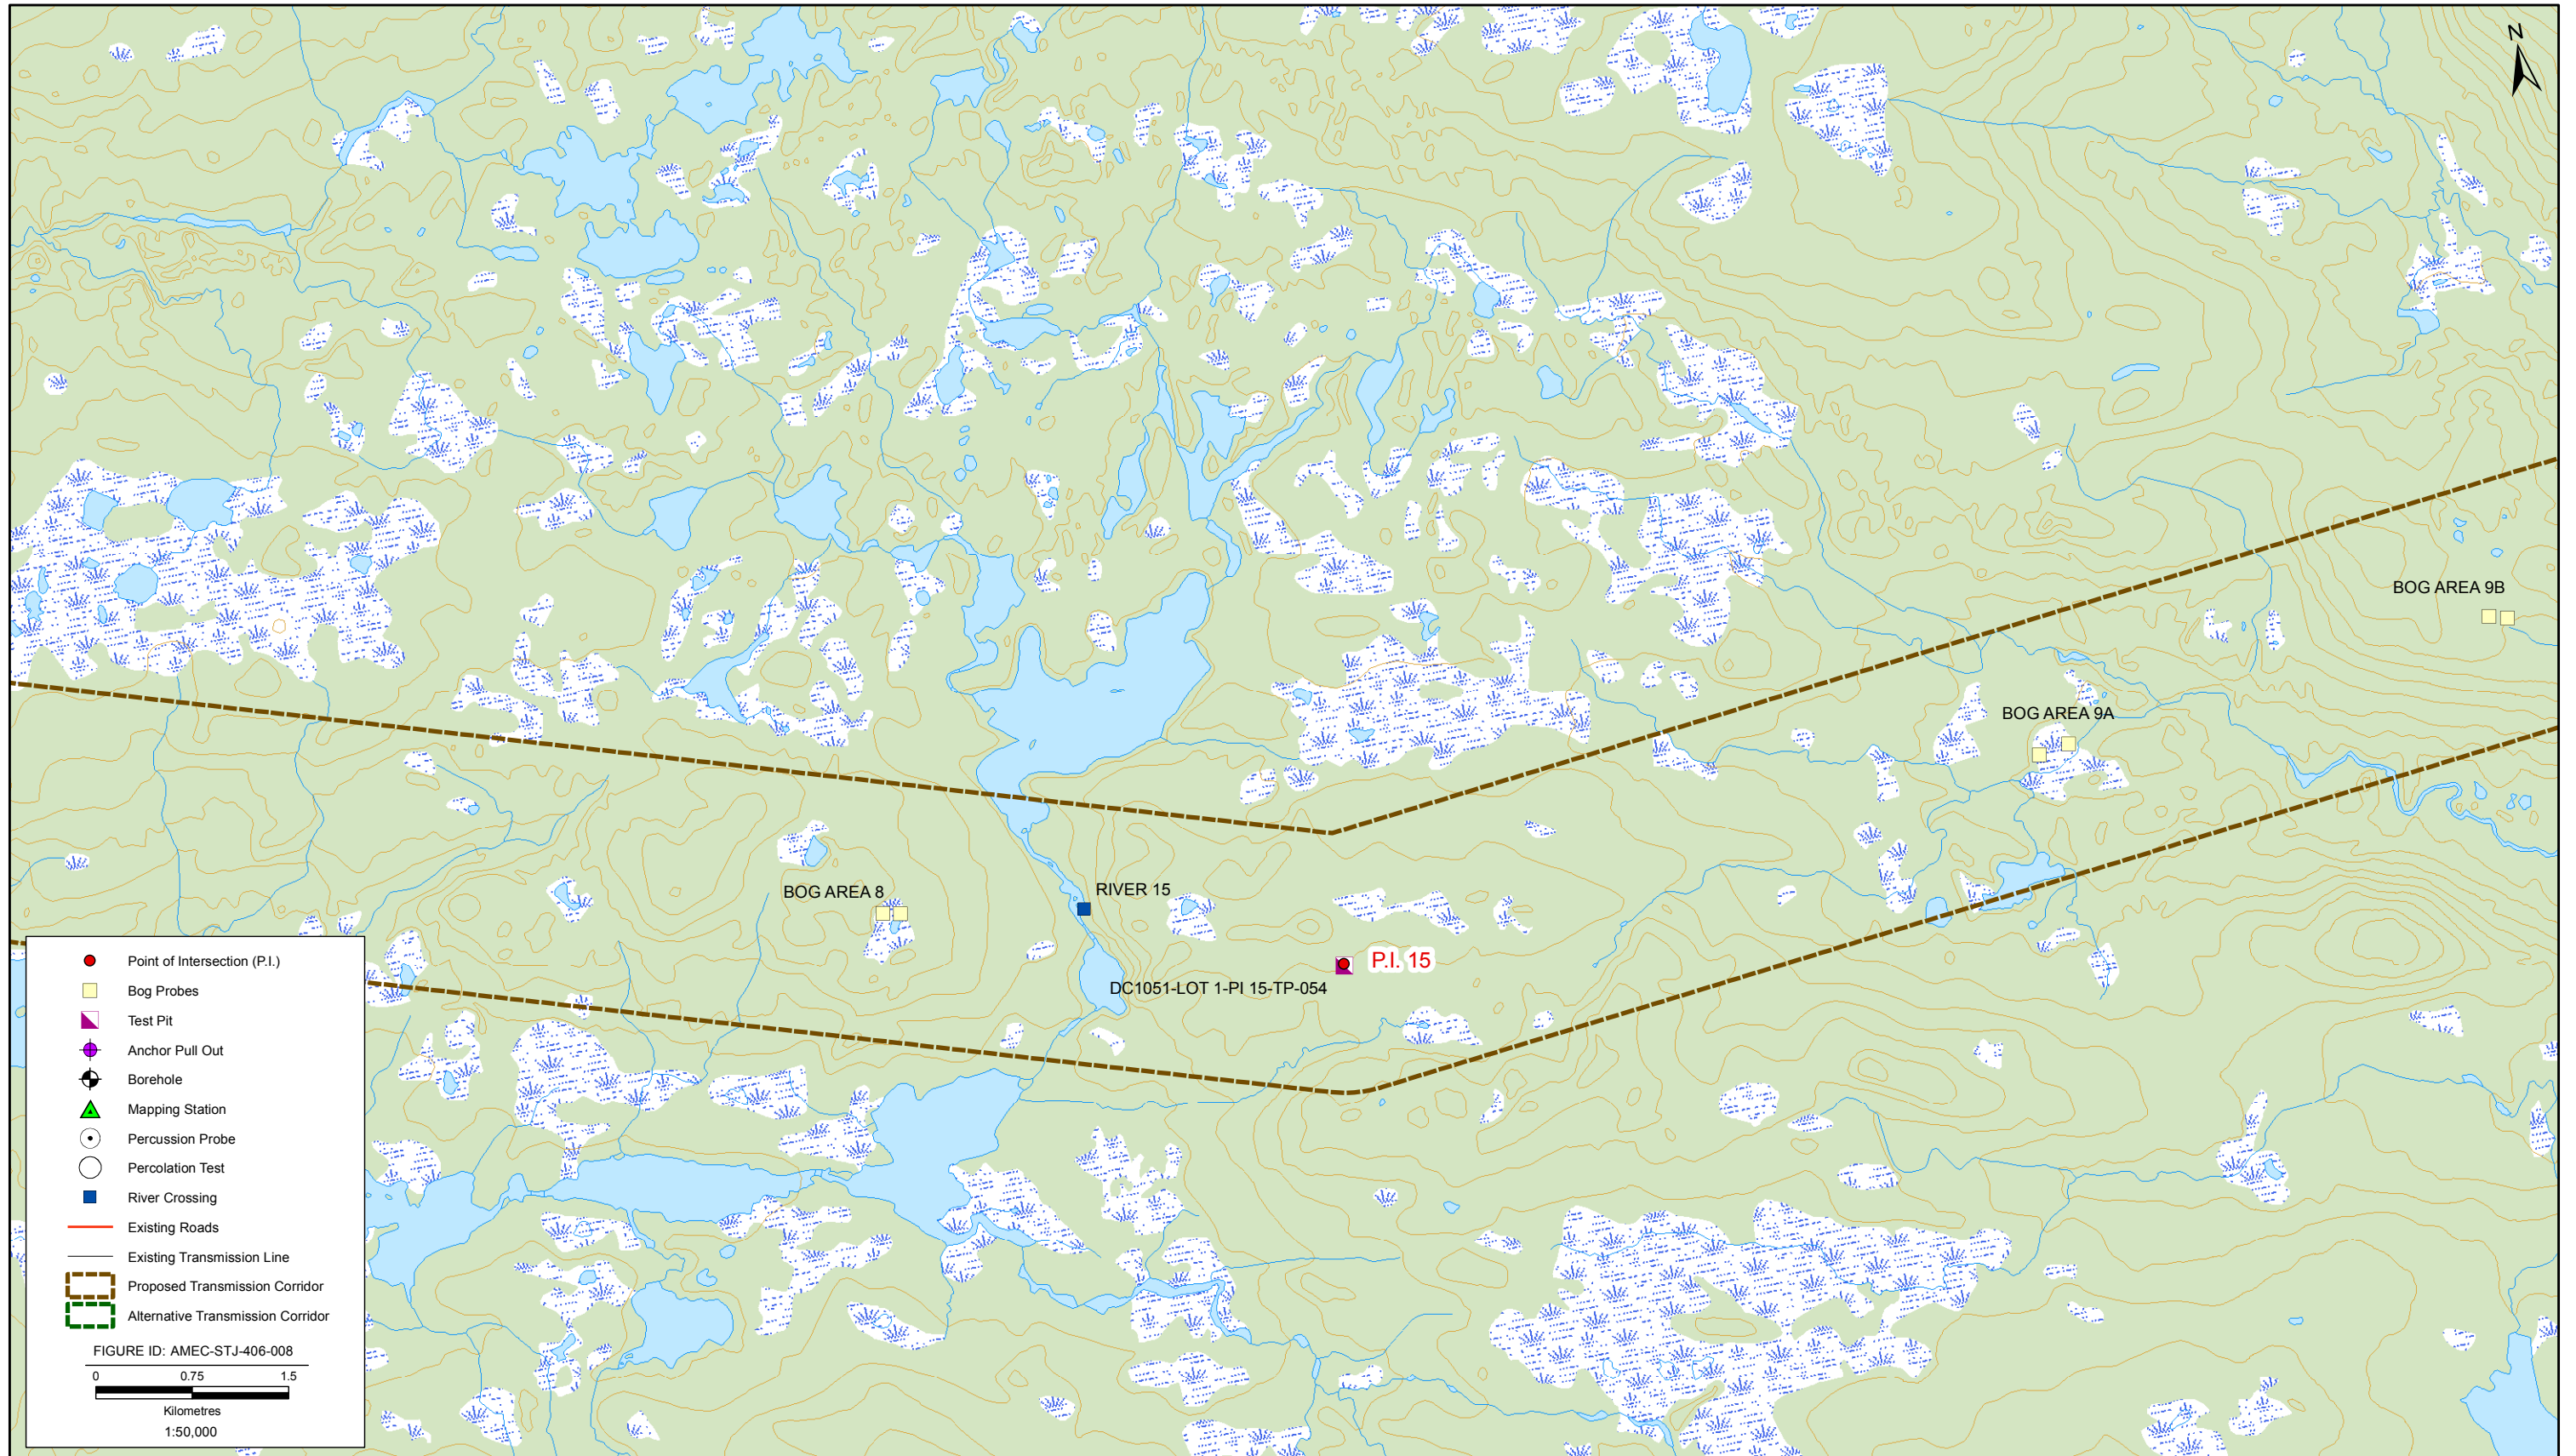 N
BOG AREA 9B
BOG AREA 9A
BOG AREA 8
RIVER 15
P.I. 15
DC1051-LOT 1-PI 15-TP-054
Point of Intersection (P.I.)
Bog Probes
Test Pit
Anchor Pull Out
Borehole
Mapping Station
Percussion Probe
Percolation Test
River Crossing
Existing Roads
Existing Transmission Line
Proposed Transmission Corridor
Alternative Transmission Corridor
FIGURE ID: AMEC-STJ-406-008
0 0.75 1.5
Kilometres
1:50,000